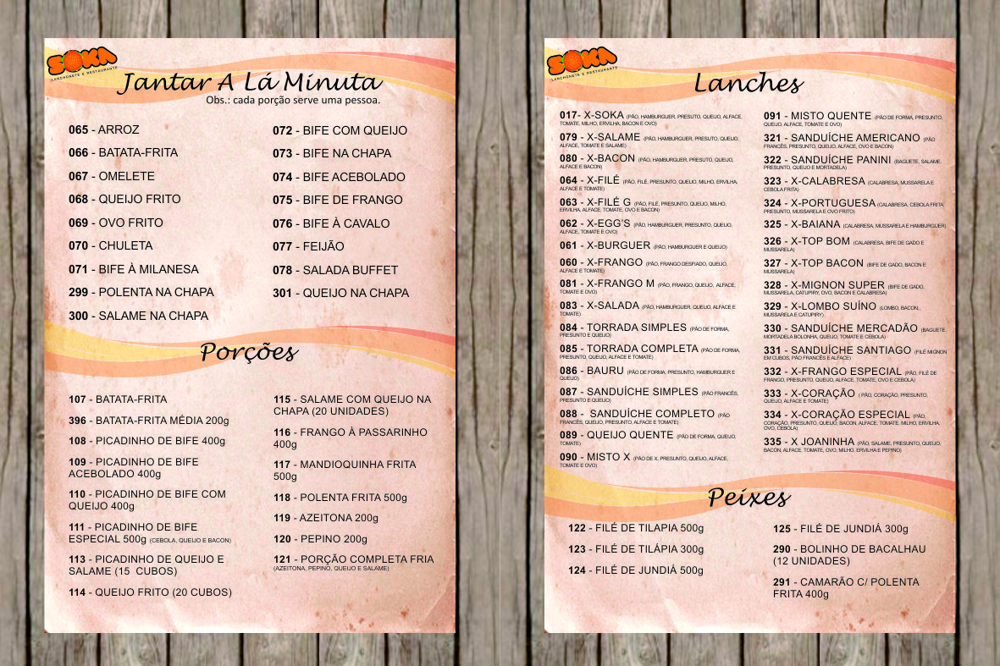 SOKA
LANCHONETE E RESTAURANTE
Jantar A Lá Minuta
Obs.: cada porção serve uma pessoa.
065 - ARROZ
066 - BATATA-FRITA
067 - OMELETE
068 - QUEIJO FRITO
069 - OVO FRITO
070 - CHULETA
071 - BIFE À MILANESA
299 - POLENTA NA CHAPA
300 - SALAME NA CHAPA
072 - BIFE COM QUEIJO
073 - BIFE NA CHAPA
074 - BIFE ACEBOLADO
075 - BIFE DE FRANGO
076 - BIFE À CAVALO
077 - FEIJÃO
078 - SALADA BUFFET
301 - QUEIJO NA CHAPA
Porções
107 - BATATA-FRITA
396 - BATATA-FRITA MÉDIA 200g
108 - PICADINHO DE BIFE 400g
109 - PICADINHO DE BIFE
ACEBOLADO 400g
110 - PICADINHO DE BIFE COM
QUEIJO 400g
111 - PICADINHO DE BIFE
ESPECIAL 500g (CEBOLA, QUEIJO E BACON)
113 - PICADINHO DE QUEIJO E
SALAME (15 CUBOS)
114 - QUEIJO FRITO (20 CUBOS)
115 - SALAME COM QUEIJO NA
CHAPA (20 UNIDADES)
116 - FRANGO À PASSARINHO
400g
117 - MANDIOQUINHA FRITA
500g
118 - POLENTA FRITA 500g
119 - AZEITONA 200g
120 - PEPINO 200g
121 - PORÇÃO COMPLETA FRIA
(AZEITONA, PEPINO, QUEIJO E SALAME)
SOKA
LANCHONETE E RESTAURANTE
Lanches
017- X-SOKA (PÃO, HAMBURGUER, PRESUTO, QUEIJO, ALFACE,
TOMATE, MILHO, ERVILHA, BACON E OVO)
079 - X-SALAME (PÃO, HAMBURGUER, PRESUTO, QUEIJO,
ALFACE, TOMATE E SALAME)
080 - X-BACON (PÃO, HAMBURGUER, PRESUTO, QUEIJO,
ALFACE E BACON)
064 - X-FILÉ (PÃO, FILÉ, PRESUNTO, QUEIJO, MILHO, ERVILHA,
ALFACE E TOMATE)
063 - X-FILÉ G (PÃO, FILÉ, PRESUNTO, QUEIJO, MILHO,
ERVILHA, ALFACE, TOMATE, OVO E BACON)
062 - X-EGG'S (PÃO, HAMBURGUER, PRESUNTO, QUEIJO,
ALFACE, TOMATE E OVO)
061 - X-BURGUER (PÃO, HAMBURGUER E QUEIJO)
060 - X-FRANGO (PÃO, FRANGO DESFIADO, QUEIJO,
ALFACE E TOMATE)
081 - X-FRANGO M (PÃO, FRANGO, QUEIJO, ALFACE,
TOMATE E OVO)
083 - X-SALADA (PÃO, HAMBURGUER, QUEIJO, ALFACE E
TOMATE)
084 - TORRADA SIMPLES (PÃO DE FORMA,
PRESUNTO E QUEIJO)
085 - TORRADA COMPLETA (PÃO DE FORMA,
PRESUNTO, QUEIJO, ALFACE E TOMATE)
086 - BAURU (PÃO DE FORMA, PRESUNTO, HAMBURGUER E
QUEIJO)
087 - SANDUÍCHE SIMPLES (PÃO FRANCÊS,
PRESUNTO E QUEIJO)
088 - SANDUÍCHE COMPLETO (PÃO
FRANCÊS, QUEIJO, PRESUNTO, ALFACE E TOMATE)
089 - QUEIJO QUENTE (PÃO DE FORMA, QUEIJO,
TOMATE)
090 - MISTO X (PÃO DE X, PRESUNTO, QUEIJO, ALFACE,
TOMATE E OVO)
091 - MISTO QUENTE (PÃO DE FORMA, PRESUNTO,
QUEIJO, ALFACE, TOMATE E OVO)
321 - SANDUÍCHE AMERICANO (PÃO
FRANCÊS, PRESUNTO, QUEIJO, ALFACE, OVO E BACON)
322 - SANDUÍCHE PANINI (BAGUETE, SALAME,
PRESUNTO, QUEIJO E MORTADELA)
323 - X-CALABRESA (CALABRESA, MUSSARELA E
CEBOLA FRITA)
324 - X-PORTUGUESA (CALABRESA, CEBOLA FRITA
PRESUNTO, MUSSARELA E OVO FRITO)
325 - X-BAIANA (CALABRESA, MUSSARELA E HAMBURGUER)
326 - X-TOP BOM (CALABRESA, BIFE DE GADO E
MUSSARELA)
327 - X-TOP BACON (BIFE DE GADO, BACON E
MUSSARELA)
328 - X-MIGNON SUPER (BIFE DE GADO,
MUSSARELA, CATUPIRY, OVO, BACON E CALABRESA)
329 - X-LOMBO SUÍNO (LOMBO, BACON,,
MUSSARELA E CATUPIRY)
330 - SANDUÍCHE MERCADÃO (BAGUETE,
MORTADELA BOLONHA, QUEIJO, TOMATE E CEBOLA)
331 - SANDUÍCHE SANTIAGO (FILÉ MIGNON
EM CUBOS, PÃO FRANCÊS E ALFACE)
332 - X-FRANGO ESPECIAL (PÃO, FILÉ DE
FRANGO, PRESUNTO, QUEIJO, ALFACE, TOMATE, OVO E CEBOLA)
333 - X-CORAÇÃO ( PÃO, CORAÇÃO, PRESUNTO,
QUEIJO, ALFACE E TOMATE)
334 - X-CORAÇÃO ESPECIAL (PÃO,
CORAÇÃO, PRESUNTO, QUEIJO, BACON, ALFACE, TOMATE, MILHO, ERVILHA,
OVO, CEBOLA)
335 - X JOANINHA (PÃO, SALAME, PRESUNTO, QUEIJO,
BACON, ALFACE, TOMATE, OVO, MILHO, ERVILHA E PEPINO)
Peixes
122 - FILÉ DE TILAPIA 500g
123 - FILÉ DE TILÁPIA 300g
124 - FILÉ DE JUNDIÁ 500g
125 - FILÉ DE JUNDIÁ 300g
290 - BOLINHO DE BACALHAU
(12 UNIDADES)
291 - CAMARÃO C/ POLENTA
FRITA 400g